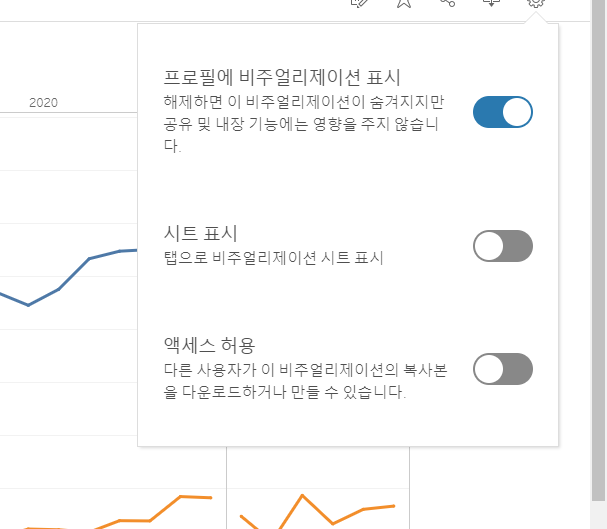 2020
프로필에 비주얼리제이션 표시
해제하면 이 비주얼리제이션이 숨겨지지만
공유 및 내장 기능에는 영향을 주지 않습니
다.
시트 표시
탭으로 비주얼리제이션 시트 표시
액세스 허용
다른 사용자가 이 비주얼리제이션의 복사본
을 다운로드하거나 만들 수 있습니다.